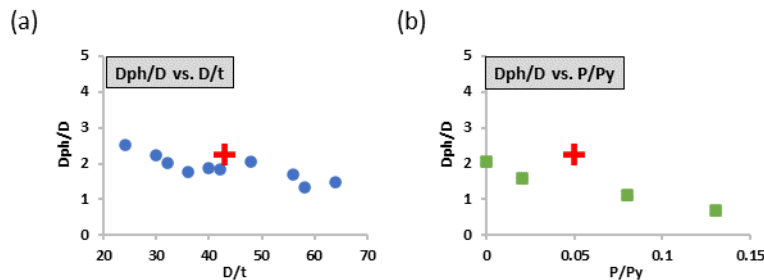 (a)
Dph/D vs. D/t
Dph/D
5
4
3
2
1
0
20 30 40 50 60 70
D/t
(b)
Dph/D vs. P/Py
Dph/D
5
4
3
2
1
0
0 0.05 0.1 0.15
P/Py